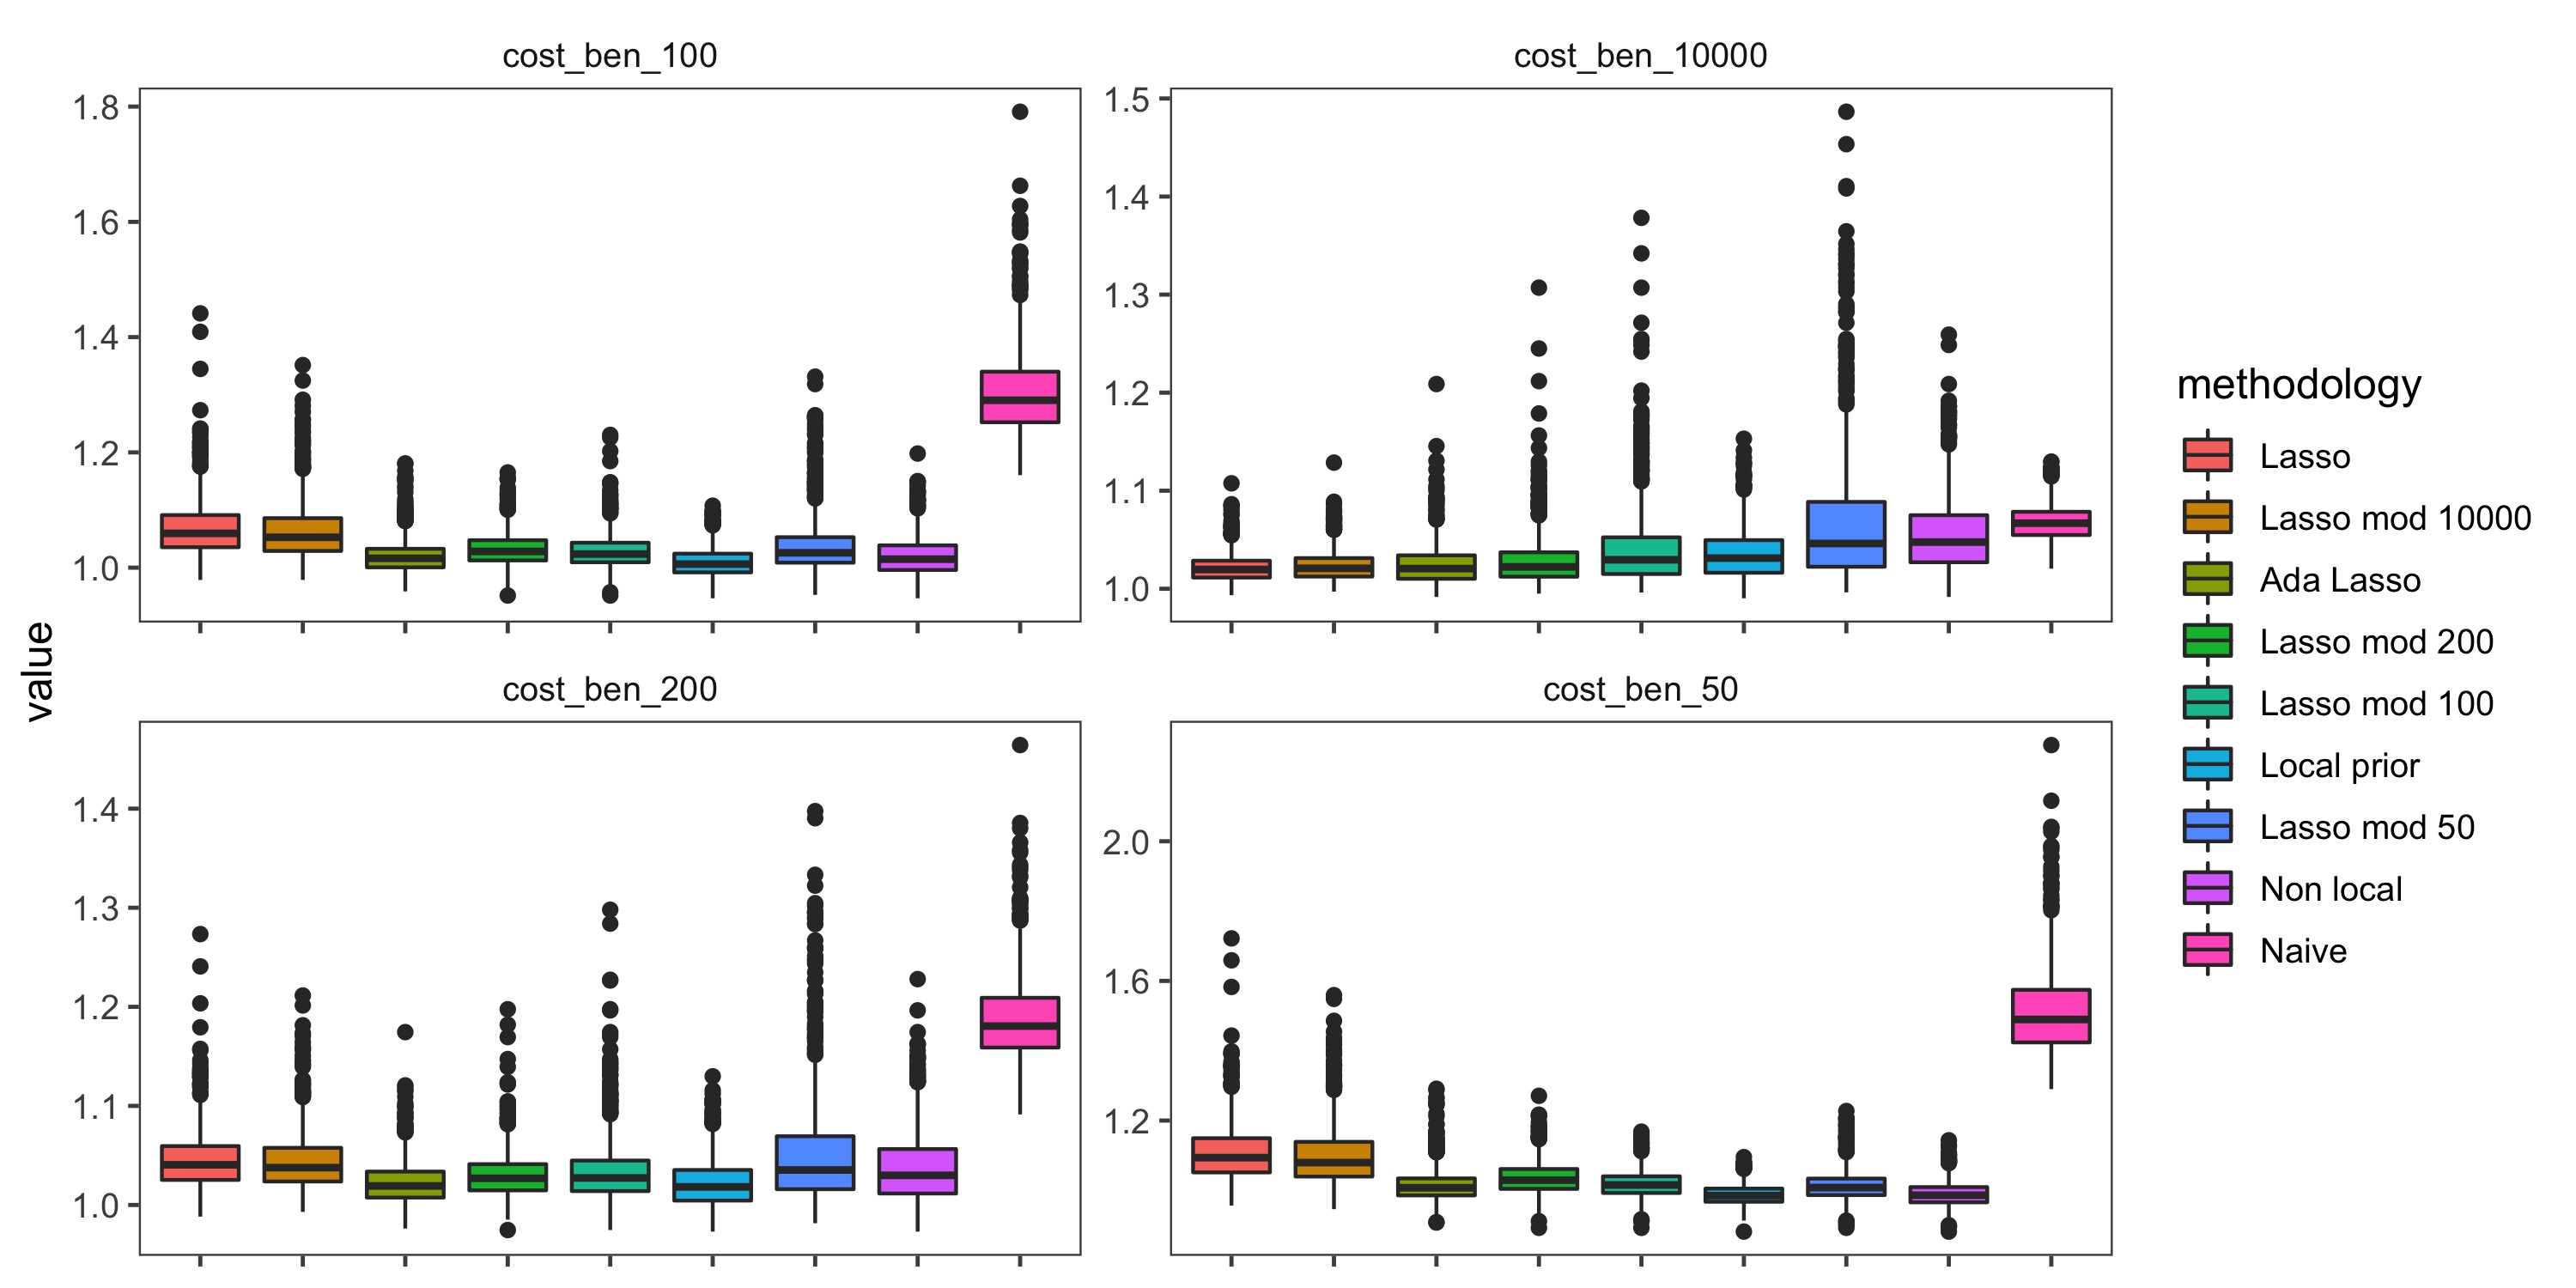 cost_ben_100
1.8
1.6
1.4
1.2
1.0
cost_ben_10000
1.5
1.4
1.3
1.2
1.1
1.0
value
cost_ben_200
1.4
1.3
1.2
1.1
1.0
cost_ben_50
2.0
1.6
1.2
methodology
Lasso
Lasso mod 10000
Ada Lasso
Lasso mod 200
Lasso mod 100
Local prior
Lasso mod 50
Non local
Naive